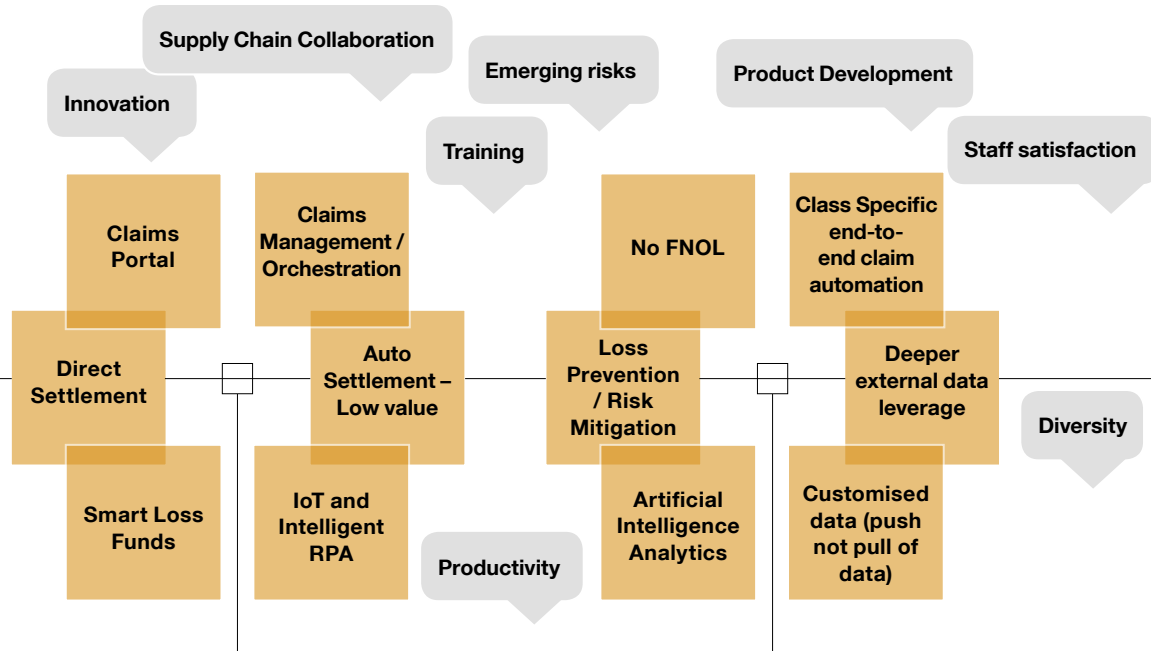 Supply Chain Collaboration
Innovation
Emerging risks
Product Development
Training
Staff satisfaction
Claims
Portal
Claims
Management /
Orchestration
No FNOL
Class Specific
end-to-
end claim
automation
Direct
Settlement
Auto
Settlement –
Low value
Loss
Prevention
/ Risk
Mitigation
Deeper
external data
leverage
Diversity
Smart Loss
Funds
IoT and
Intelligent
RPA
Productivity
Artificial
Intelligence
Analytics
Customised
data (push
not pull of
data)